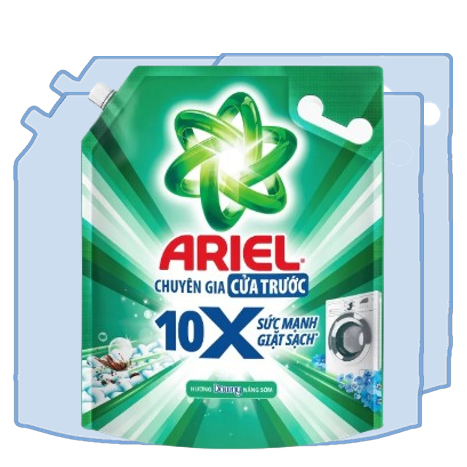 ARIEL
CHUYÊN GIA CỬA TRƯỚC
10X SỨC MẠNH
GIẶT SẠCH*
HƯƠNG Downy NẮNG SỚM